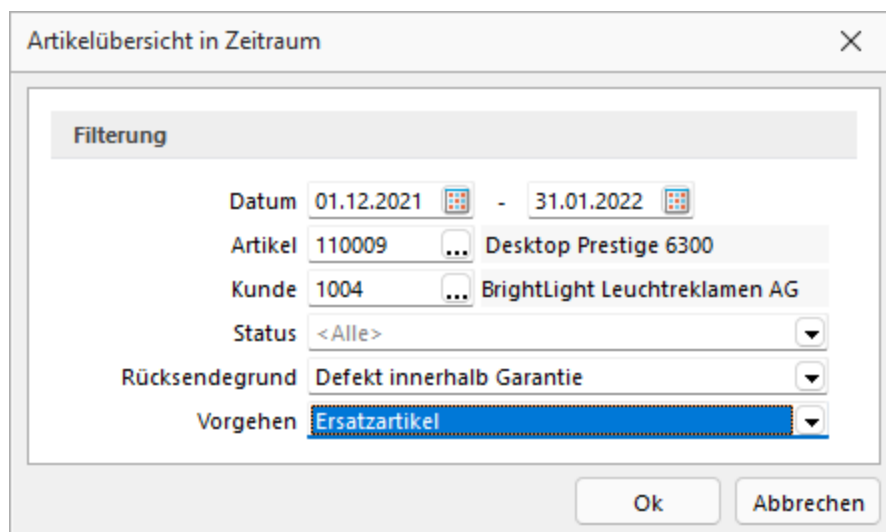 Artikelübersicht in Zeitraum
Filterung
Datum 01.12.2021 - 31.01.2022
Artikel 110009 ... Desktop Prestige 6300
Kunde 1004 ... BrightLight Leuchtreklamen AG
Status <Alle>
Rücksendegrund Defekt innerhalb Garantie
Vorgehen Ersatzartikel
Ok Abbrechen